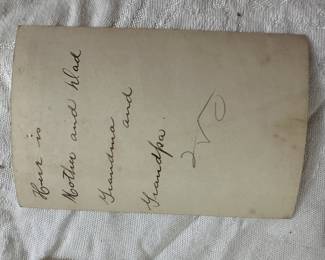 Here is
Mother and Dad
Grandma and
Grandpa.